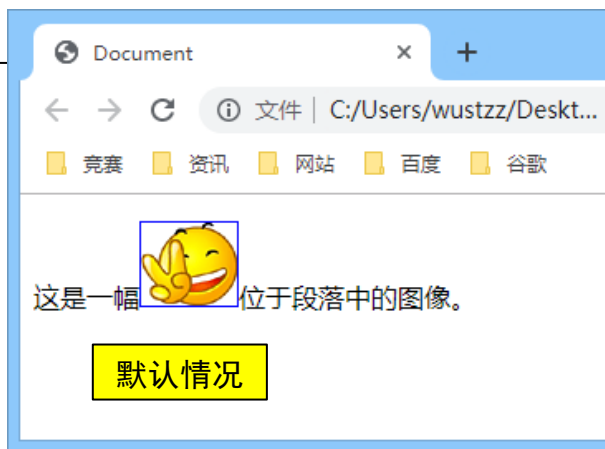 Document
文件 | C:/Users/wustzz/Deskt...
竞赛 资讯 网站 百度 谷歌
这是一幅位于段落中的图像。
默认情况